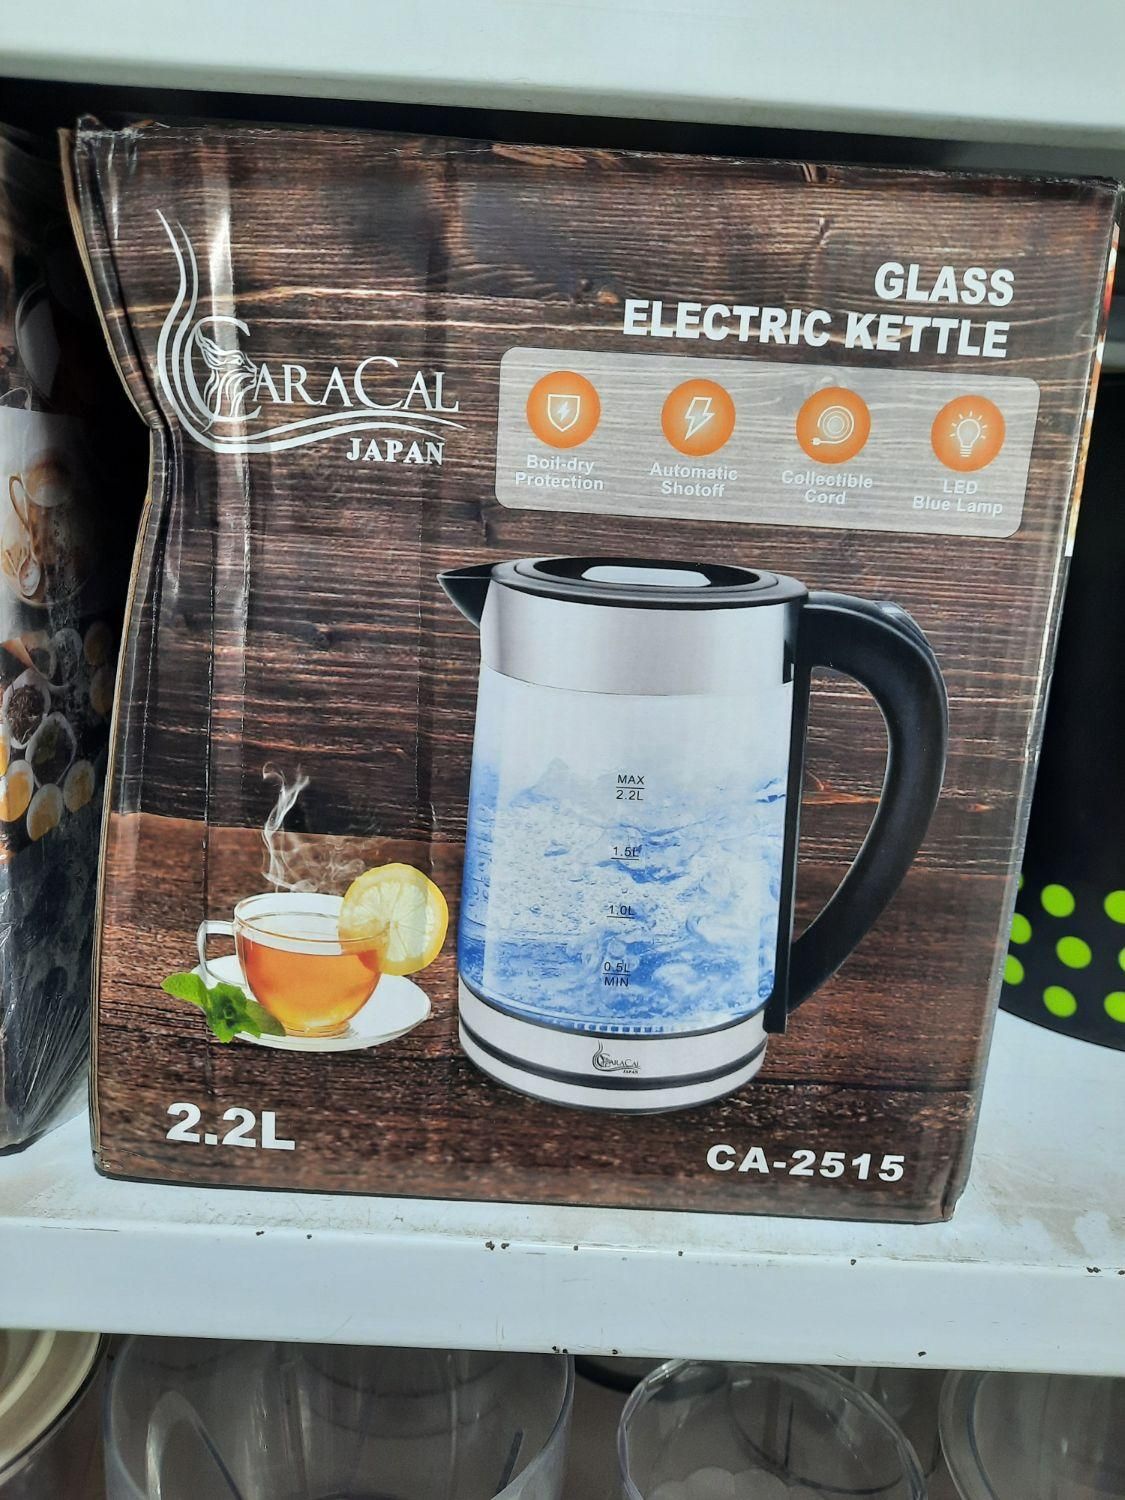 GLASS
ELECTRIC KETTLE
CARACAL
JAPAN
Boil-dry
Protection
Automatic
Shotoff
Collectible
Cord
LED
Blue Lamp
MAX
2.2L
1.5L
1.0L
0.5L
MIN
CARACAL
JAPAN
2.2L
CA-2515